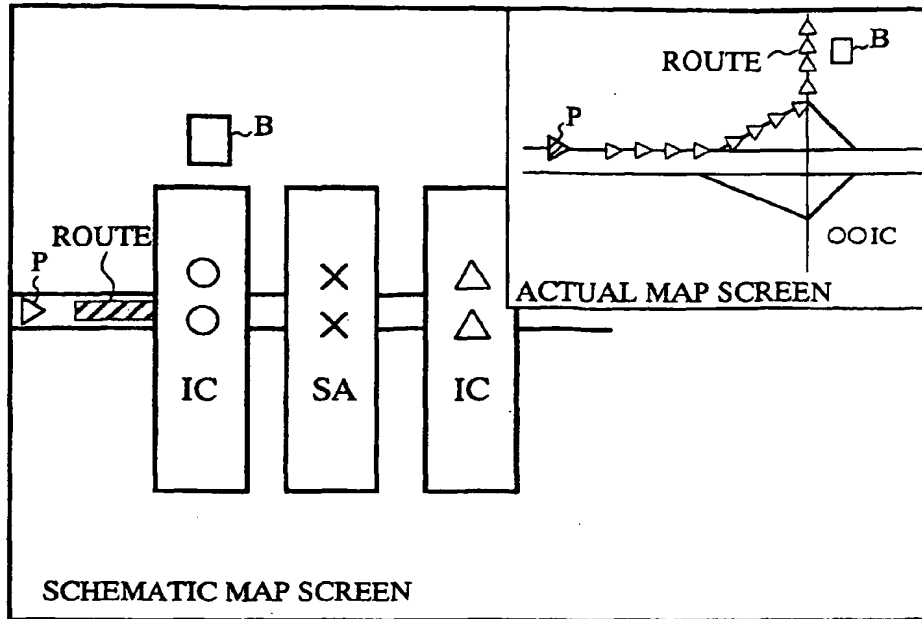 B
ROUTE
P
○ × △
○ × △
IC SA IC
SCHEMATIC MAP SCREEN
ROUTE B
P
○○IC
ACTUAL MAP SCREEN